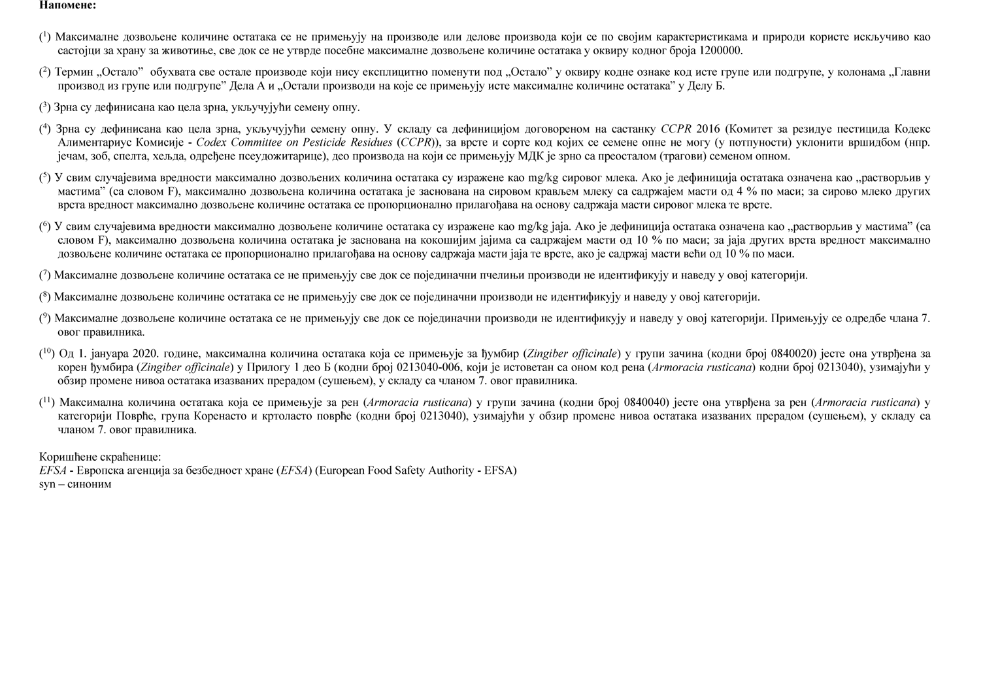 Напомене:
(1) Максималне дозвољене количине остатака се не примењују на производе или делове производа који се по својим карактеристикама и природи користе искључиво као
састојци за храну за животиње, све док се не утврде посебне максималне дозвољене количине остатака у оквиру кодног броја 1200000.
(2) Термин „Остало” обухвата све остале производе који нису експлицитно поменути под „Остало” у оквиру кодне ознаке код исте групе или подгрупе, у колонама „Главни
производ из групе или подгрупе” Дела А и „Остали производи на које се примењују исте максималне количине остатака” у Делу Б.
(3) Зрна су дефинисана као цела зрна, укључујући семену опну.
(4) Зрна су дефинисана као цела зрна, укључујући семену опну. У складу са дефиницијом договореном на састанку CCPR 2016 (Комитет за резидуе пестицида Кодекс
Алиментариус Комисије - Codex Committee on Pesticide Residues (CCPR)), за врсте и сорте код којих се семене опне не могу (у потпуности) уклонити вршидбом (нпр.
јечам, зоб, спелта, хељда, одређене псеудожитарице), део производа на који се примењују МДК је зрно са преосталом (трагови) семеном опном.
(5) У свим случајевима вредности максимално дозвољених количина остатака су изражене као mg/kg сировог млека. Ако је дефиниција остатака означена као „растворљив у
мастима” (са словом F), максимално дозвољена количина остатака је заснована на сировом крављем млеку са садржајем масти од 4 % по маси; за сирово млеко других
врста вредност максимално дозвољене количине остатака се пропорционално прилагођава на основу садржаја масти сировог млека те врсте.
(6) У свим случајевима вредности максимално дозвољене количине остатака су изражене као mg/kg јаја. Ако је дефиниција остатака означена као „растворљив у мастима” (са
словом F), максимално дозвољена количина остатака је заснована на кокошијим јајима са садржајем масти од 10 % по маси; за јаја других врста вредност максимално
дозвољене количине остатака се пропорционално прилагођава на основу садржаја масти јаја те врсте, ако је садржај масти већи од 10 % по маси.
(7) Максималне дозвољене количине остатака се не примењују све док се појединачни пчелињи производи не идентификују и наведу у овој категорији.
(8) Максималне дозвољене количине остатака се не примењују све док се појединачни производи не идентификују и наведу у овој категорији.
(9) Максималне дозвољене количине остатака се не примењују све док се појединачни производи не идентификују и наведу у овој категорији. Примењују се одредбе члана 7.
овог правилника.
(10) Од 1. јануара 2020. године, максимална количина остатака која се примењује за ђумбир (Zingiber officinale) у групи зачина (кодни број 0840020) јесте она утврђена за
корен ђумбира (Zingiber officinale) у Прилогу 1 део Б (кодни број 0213040-006, који је истоветан са оном код рена (Armoracia rusticana) кодни број 0213040), узимајући у
обзир промене нивоа остатака изазваних прерадом (сушењем), у складу са чланом 7. овог правилника.
(11) Максимална количина остатака која се примењује за рен (Armoracia rusticana) у групи зачина (кодни број 0840040) јесте она утврђена за рен (Armoracia rusticana) у
категорији Поврће, група Коренасто и кртоласто поврће (кодни број 0213040), узимајући у обзир промене нивоа остатака изазваних прерадом (сушењем), у складу са
чланом 7. овог правилника.
Коришћене скраћенице:
EFSA - Европска агенција за безбедност хране (EFSA) (European Food Safety Authority - EFSA)
syn – синоним